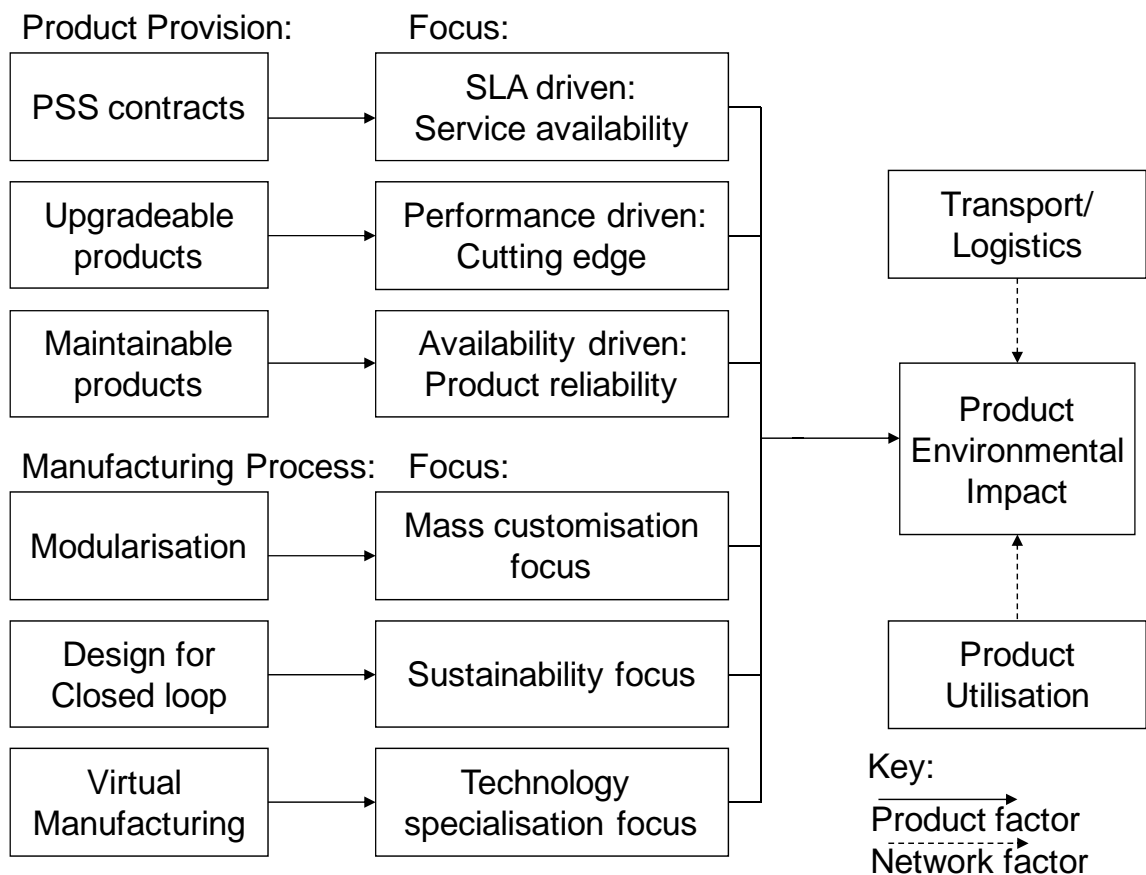 Product Provision:
Focus:
PSS contracts
SLA driven:
Service availability
Upgradeable
products
Performance driven:
Cutting edge
Maintainable
products
Availability driven:
Product reliability
Manufacturing Process:
Focus:
Modularisation
Mass customisation
focus
Design for
Closed loop
Sustainability focus
Virtual
Manufacturing
Technology
specialisation focus
Transport/
Logistics
Product
Environmental
Impact
Product
Utilisation
Key:
Product factor
Network factor